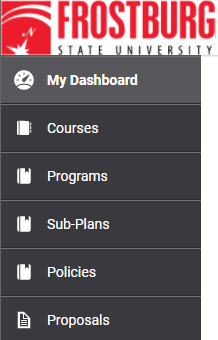 FROSTBURG
STATE UNIVERSITY
My Dashboard
Courses
Programs
Sub-Plans
Policies
Proposals